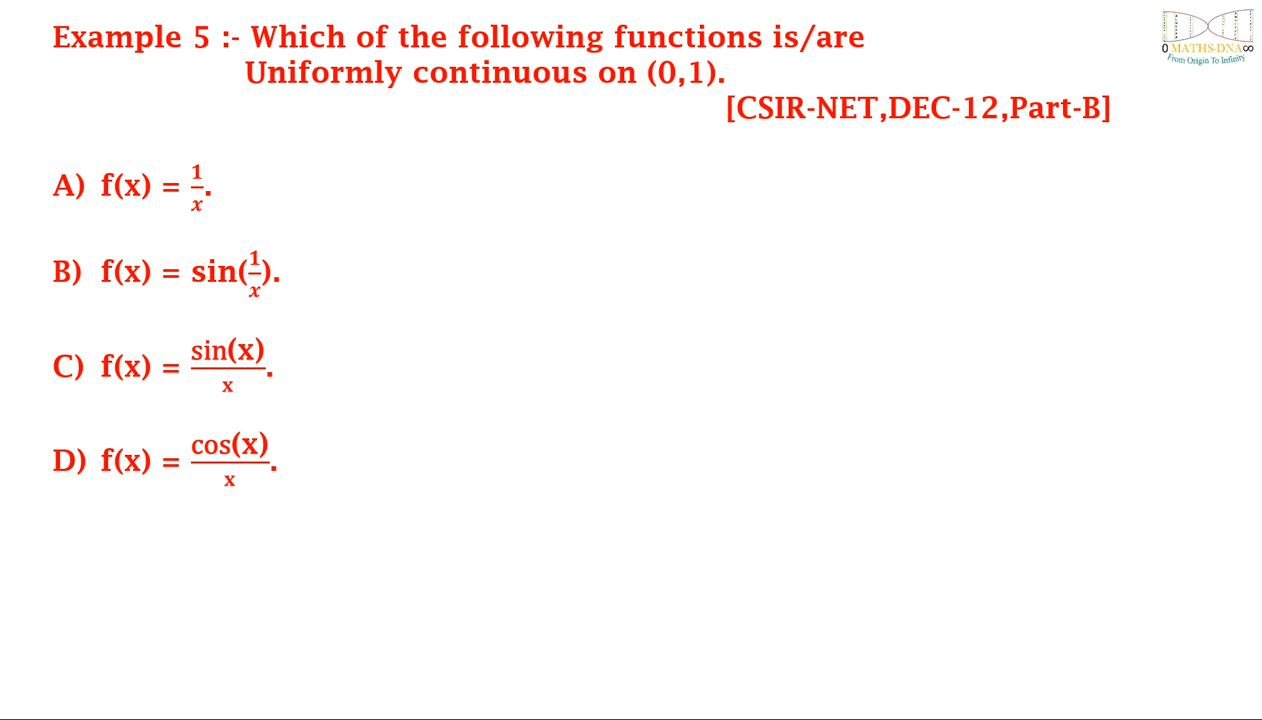 Example 5 :- Which of the following functions is/are
Uniformly continuous on (0,1).
[CSIR-NET,DEC-12,Part-B]
A) f(x) = 1/x.
B) f(x) = sin(1/x).
C) f(x) = sin(x)/x.
D) f(x) = cos(x)/x.
0 MATHS-DNA ∞
From Origin To Infinity